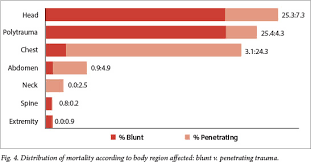 Head 25.3:7.3
Polytrauma 25.4:4.3
Chest 3.1:24.3
Abdomen 0.9:4.9
Neck 0.0:2.5
Spine 0.8:0.2
Extremity 0.0:0.9
% Blunt % Penetrating
Fig. 4. Distribution of mortality according to body region affected: blunt v. penetrating trauma.